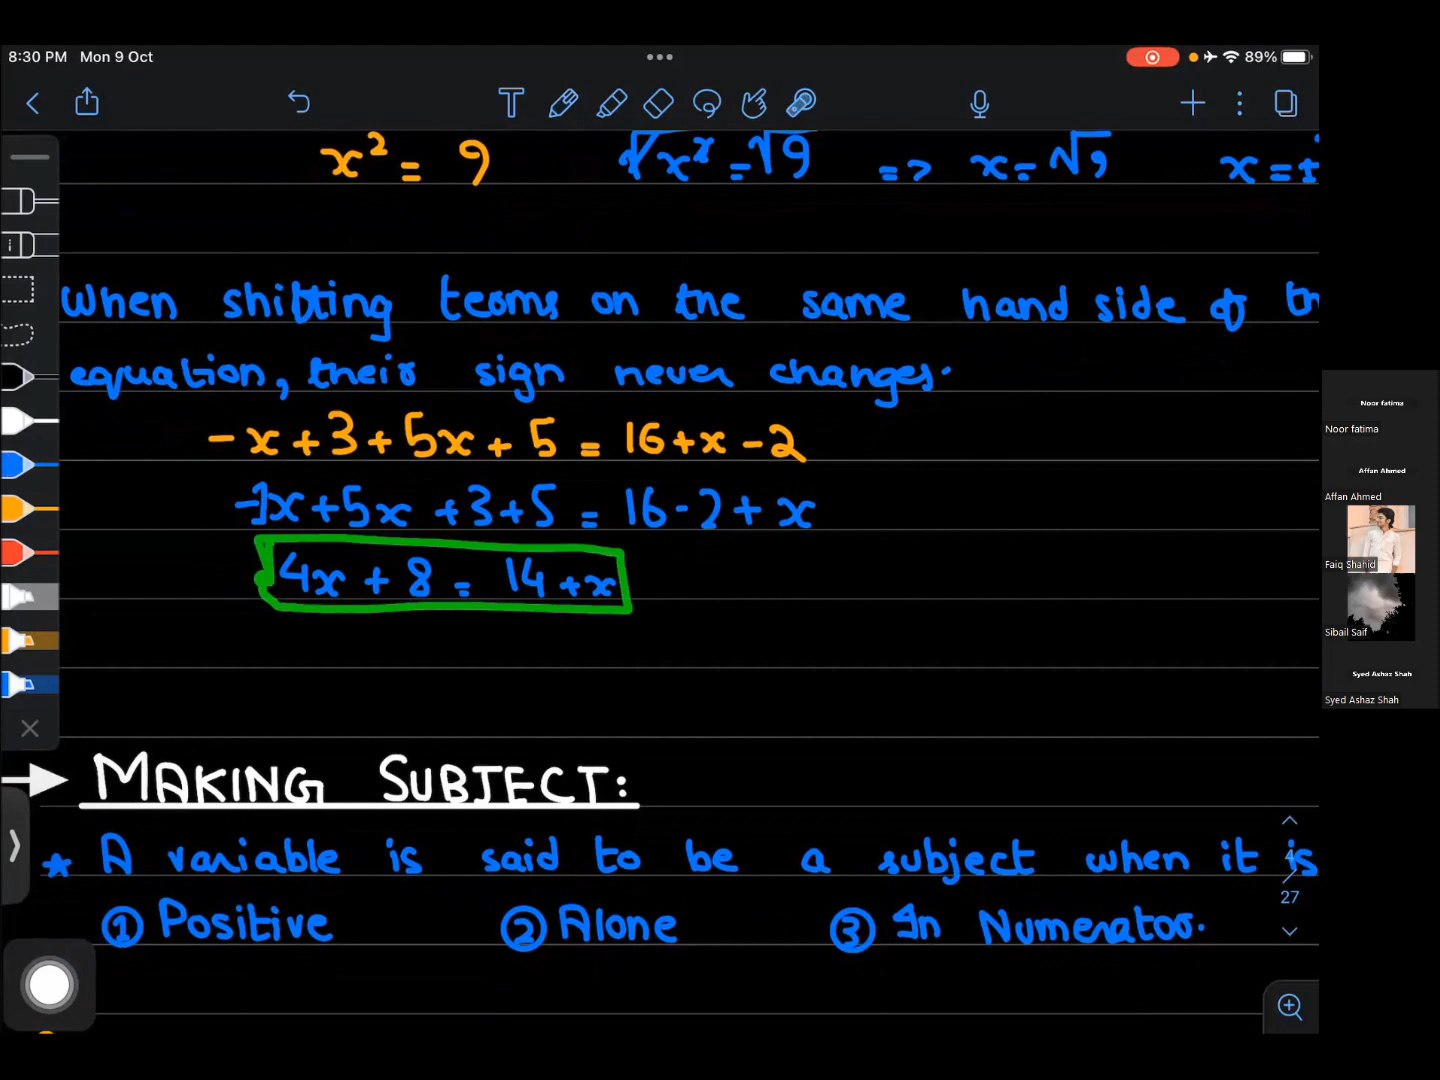 8:30 PM Mon 9 Oct
89%
x² = 9 √x² = √9 => x = √9 x = ±
When shifting terms on the same hand side of th
equation, their sign never changes.
- x + 3 + 5x + 5 = 16 + x - 2
-1x + 5x + 3 + 5 = 16 - 2 + x
4x + 8 = 14 + x
MAKING SUBJECT:
* A variable is said to be a subject when it is
① Positive ② Alone ③ In Numerator.
4
27
Noor fatima
Noor fatima
Affan Ahmed
Affan Ahmed
Faiq Shahid
Sibail Saif
Syed Ashaz Shah
Syed Ashaz Shah